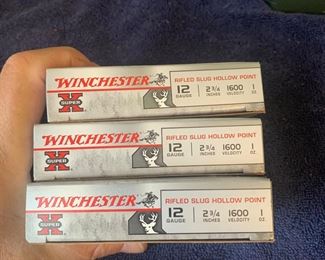 WINCHESTER
RIFLED SLUG HOLLOW POINT
X SUPER
12 GAUGE 2 3/4 INCHES 1600 VELOCITY 1 OZ.
WINCHESTER
RIFLED SLUG HOLLOW POINT
X SUPER
12 GAUGE 2 3/4 INCHES 1600 VELOCITY 1 OZ.
WINCHESTER
RIFLED SLUG HOLLOW POINT
X SUPER
12 GAUGE 2 3/4 INCHES 1600 VELOCITY 1 OZ.